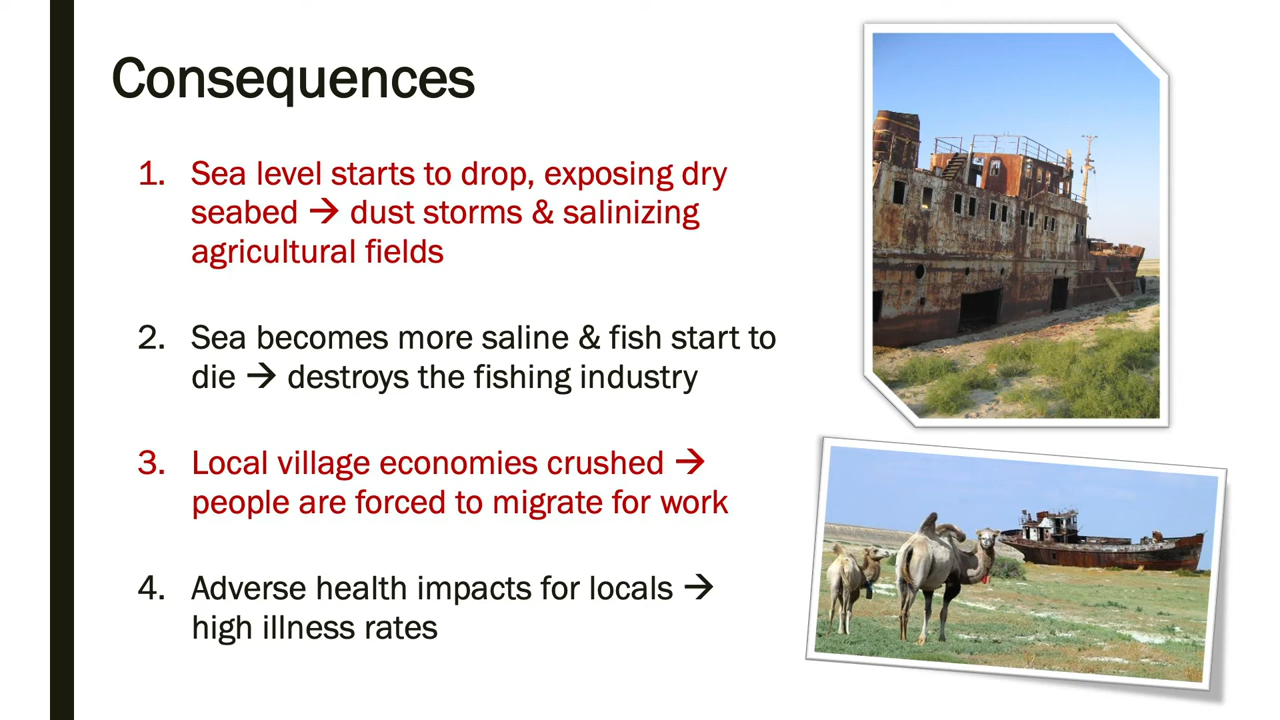 Consequences
1. Sea level starts to drop, exposing dry
seabed → dust storms & salinizing
agricultural fields
2. Sea becomes more saline & fish start to
die → destroys the fishing industry
3. Local village economies crushed →
people are forced to migrate for work
4. Adverse health impacts for locals →
high illness rates